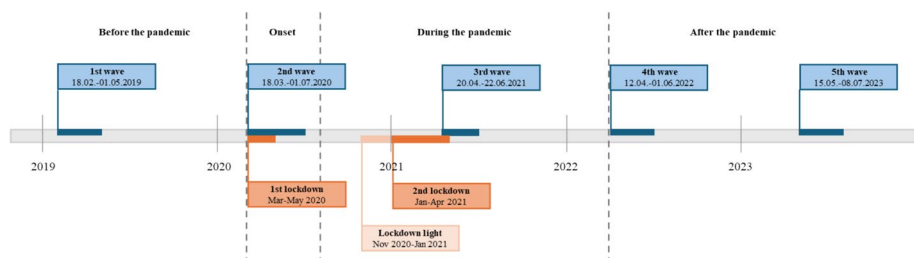 Before the pandemic
Onset
During the pandemic
After the pandemic
1st wave
18.02.-01.05.2019
2nd wave
18.03.-01.07.2020
3rd wave
20.04.-22.06.2021
4th wave
12.04.-01.06.2022
5th wave
15.05.-08.07.2023
2019
2020
2021
2022
2023
1st lockdown
Mar-May 2020
2nd lockdown
Jan-Apr 2021
Lockdown light
Nov 2020-Jan 2021